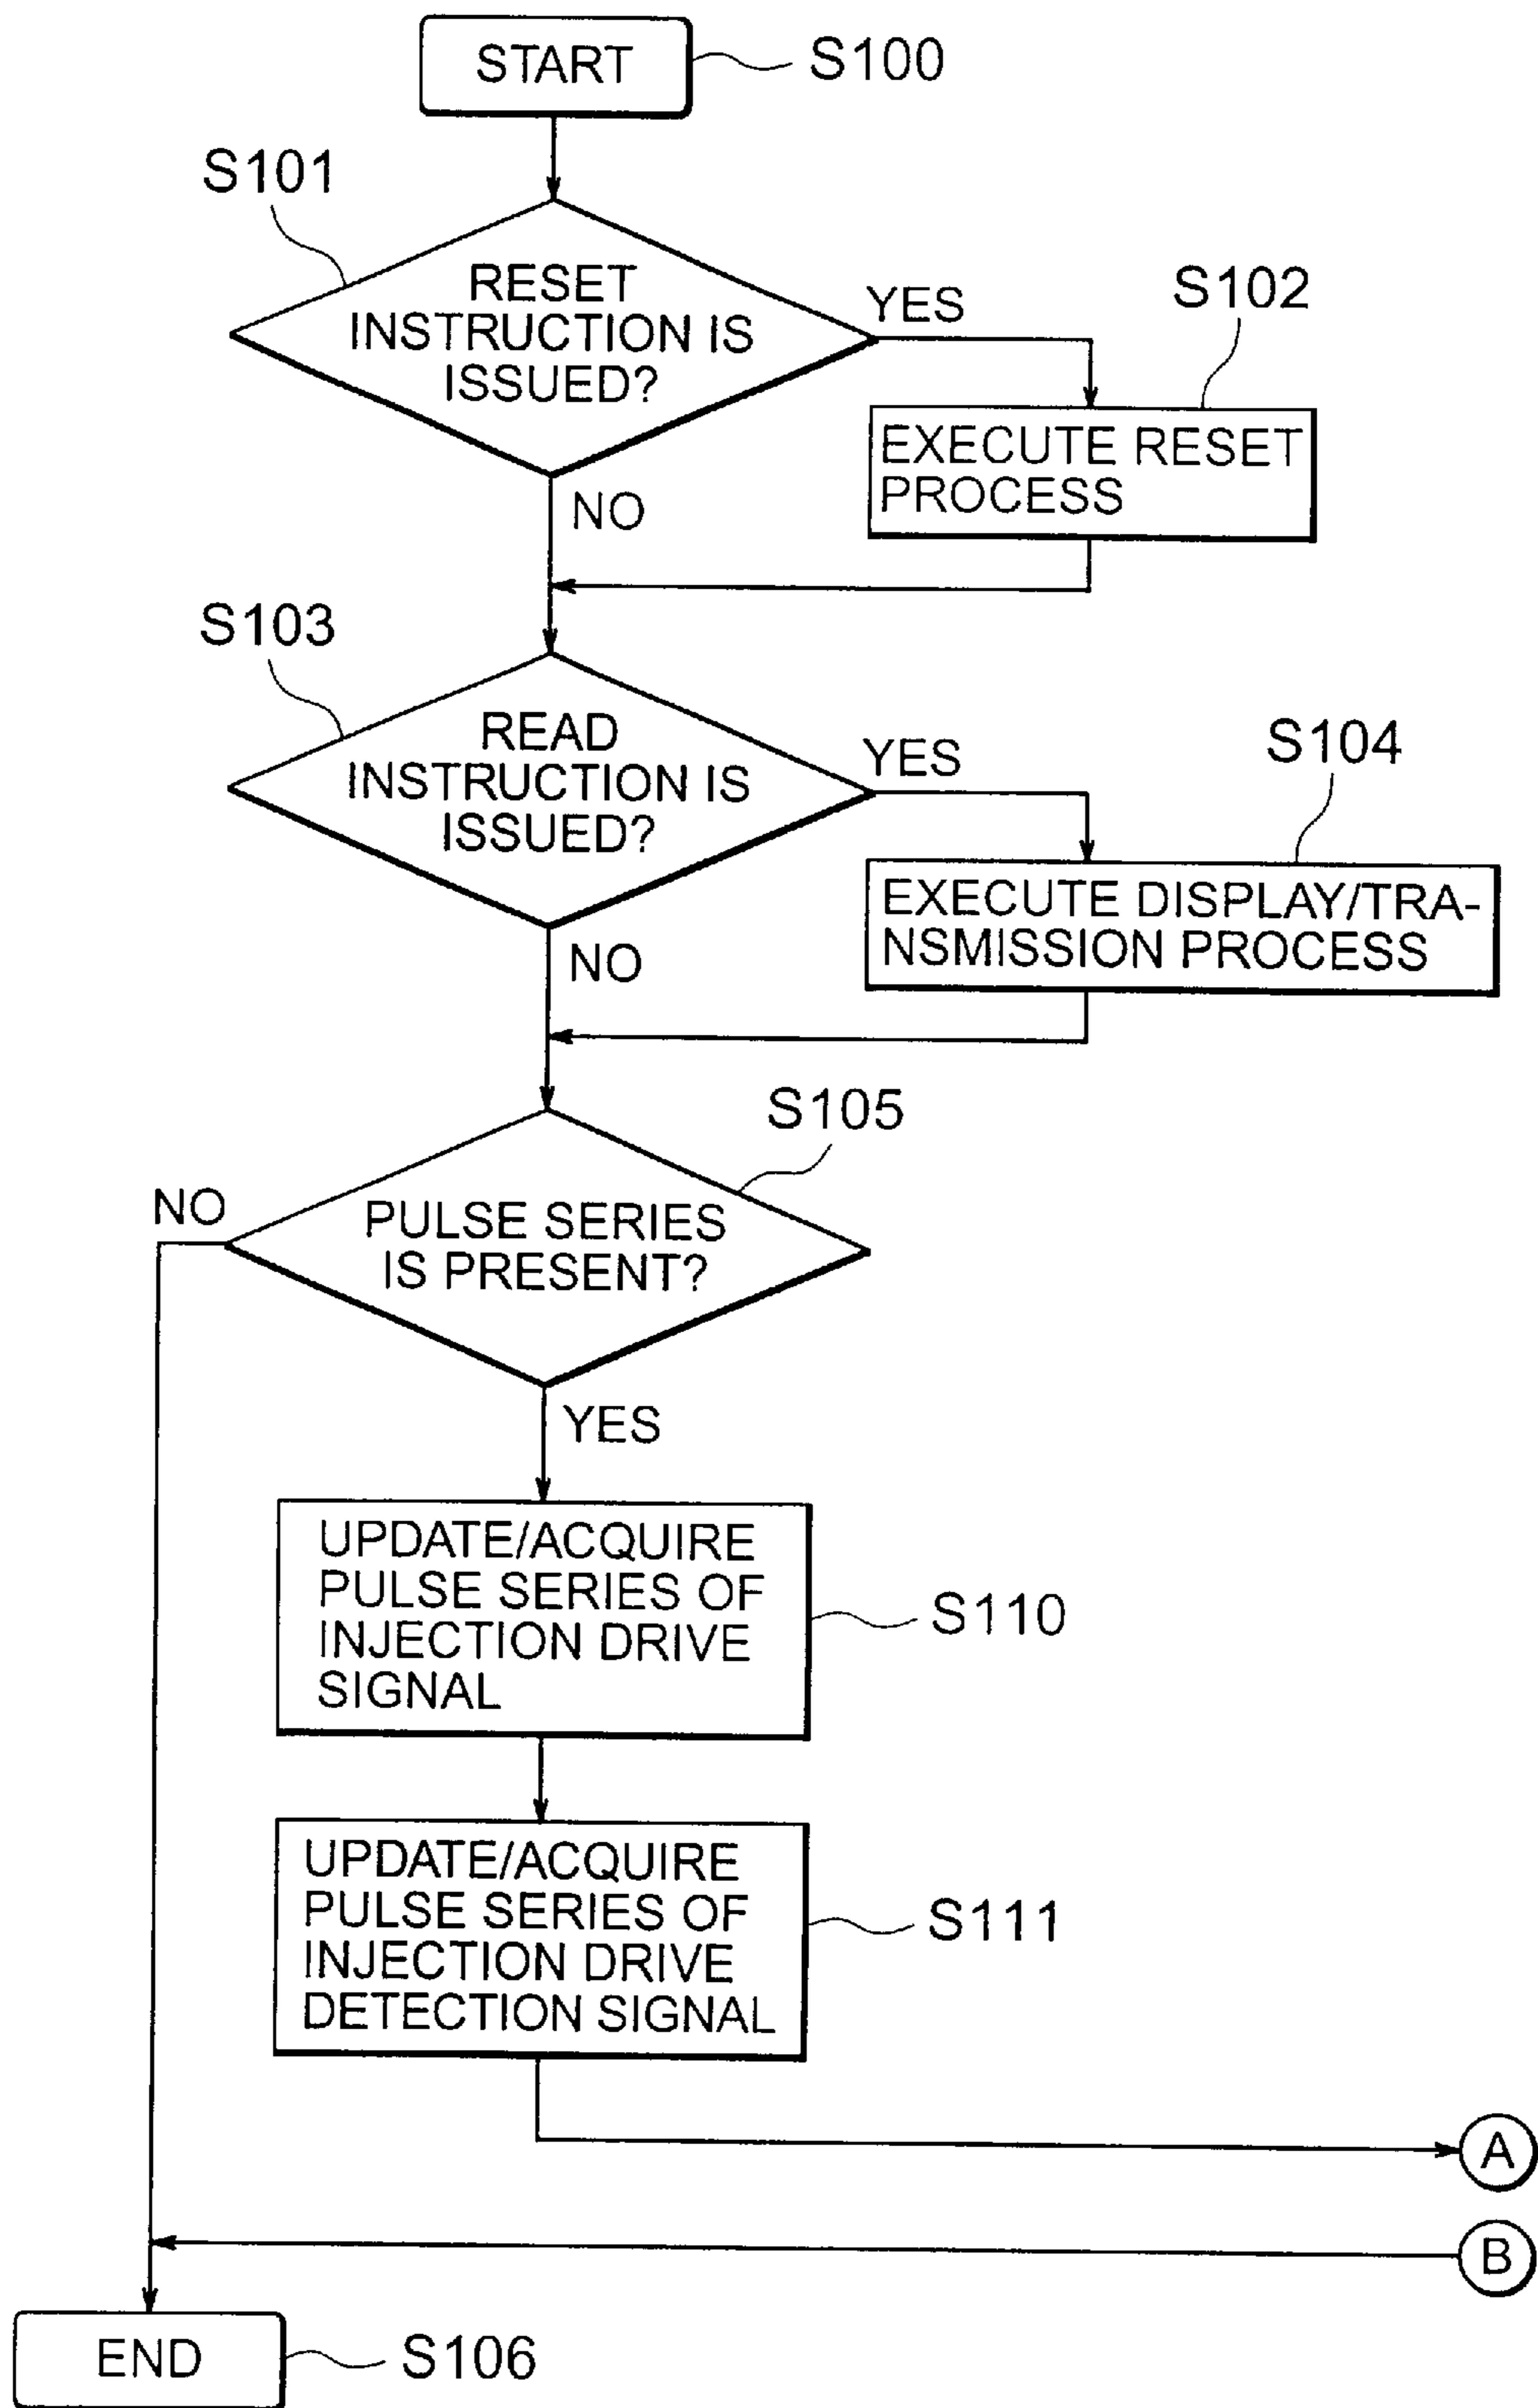 START
S100
S101
RESET
INSTRUCTION IS
ISSUED?
YES
S102
EXECUTE RESET
PROCESS
NO
S103
READ
INSTRUCTION IS
ISSUED?
YES
S104
EXECUTE DISPLAY/TRA-
NSMISSION PROCESS
NO
S105
NO
PULSE SERIES
IS PRESENT?
YES
UPDATE/ACQUIRE
PULSE SERIES OF
INJECTION DRIVE
SIGNAL
S110
UPDATE/ACQUIRE
PULSE SERIES OF
INJECTION DRIVE
DETECTION SIGNAL
S111
A
B
END
S106